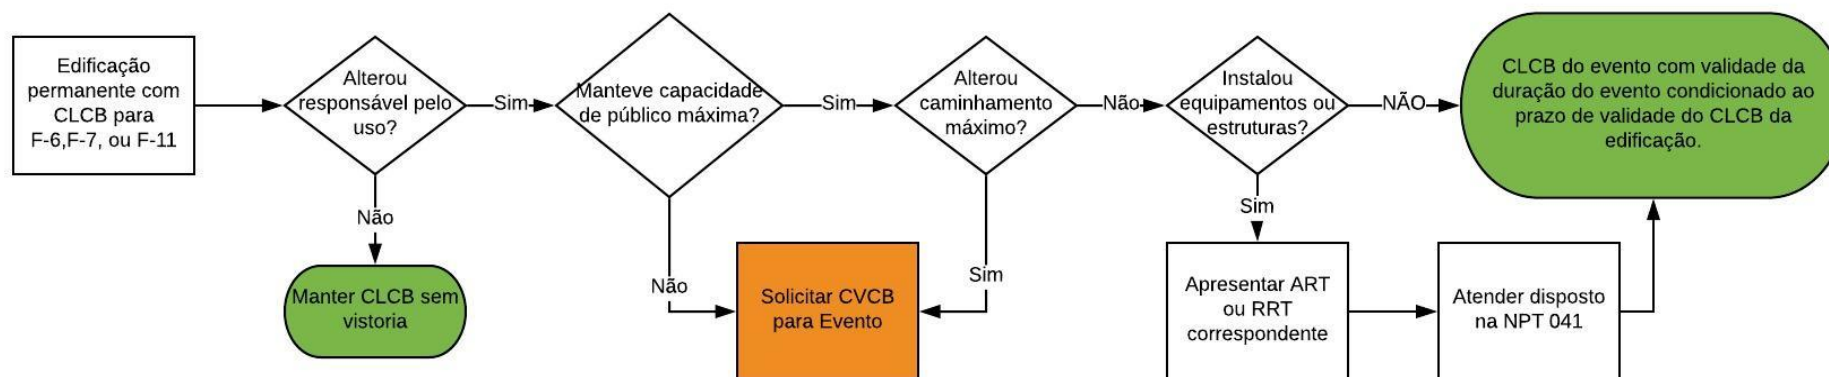 Edificação
permanente com
CLCB para
F-6,F-7, ou F-11
Alterou
responsável pelo
uso?
Sim
Manteve capacidade
de público máxima?
Sim
Alterou
caminhamento
máximo?
Não
Instalou
equipamentos ou
estruturas?
NÃO
CLCB do evento com validade da
duração do evento condicionado ao
prazo de validade do CLCB da
edificação.
Não
Manter CLCB sem
vistoria
Não
Solicitar CVCB
para Evento
Sim
Sim
Apresentar ART
ou RRT
correspondente
Atender disposto
na NPT 041